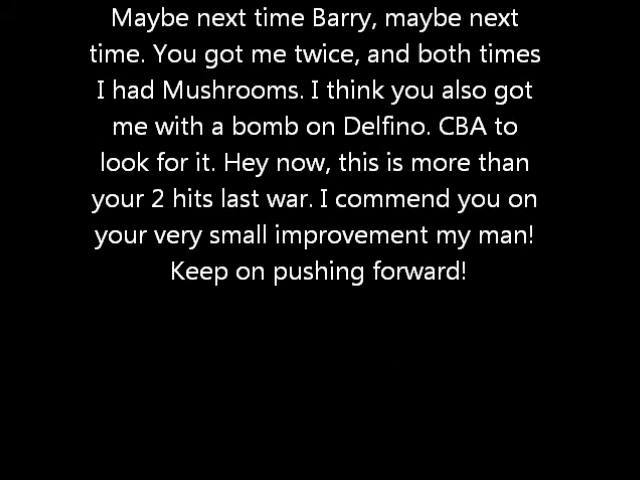 Maybe next time Barry, maybe next
time. You got me twice, and both times
I had Mushrooms. I think you also got
me with a bomb on Delfino. CBA to
look for it. Hey now, this is more than
your 2 hits last war. I commend you on
your very small improvement my man!
Keep on pushing forward!